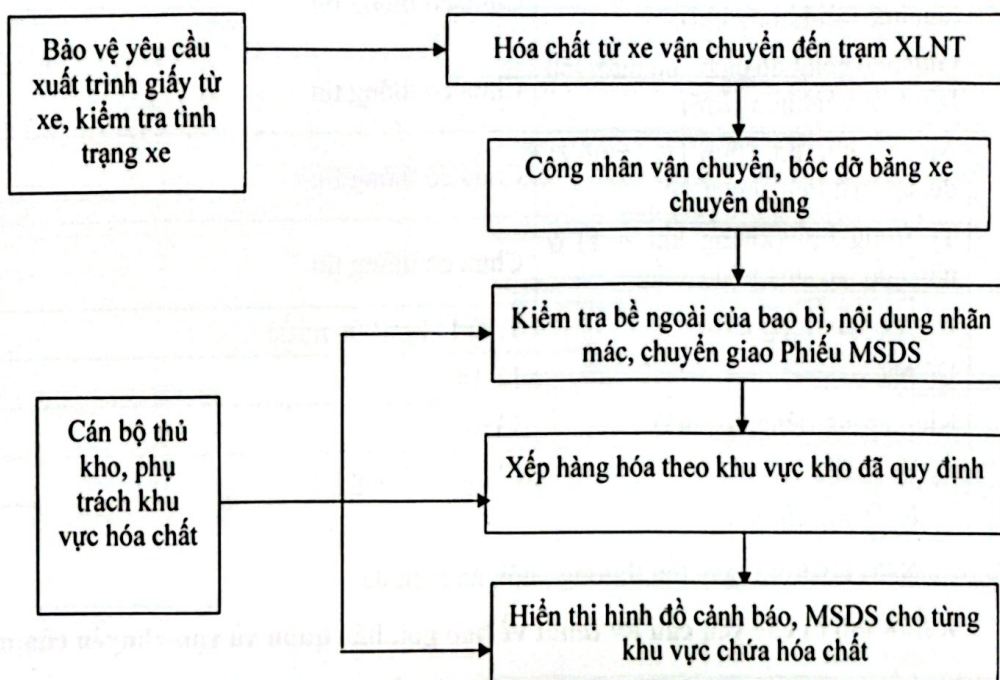 Bảo vệ yêu cầu
xuất trình giấy từ
xe, kiểm tra tình
trạng xe
Hóa chất từ xe vận chuyển đến trạm XLNT
Công nhân vận chuyển, bốc dỡ bằng xe
chuyên dùng
Kiểm tra bề ngoài của bao bì, nội dung nhãn
mác, chuyển giao Phiếu MSDS
Cán bộ thủ
kho, phụ
trách khu
vực hóa chất
Xếp hàng hóa theo khu vực kho đã quy định
Hiển thị hình đồ cảnh báo, MSDS cho từng
khu vực chứa hóa chất